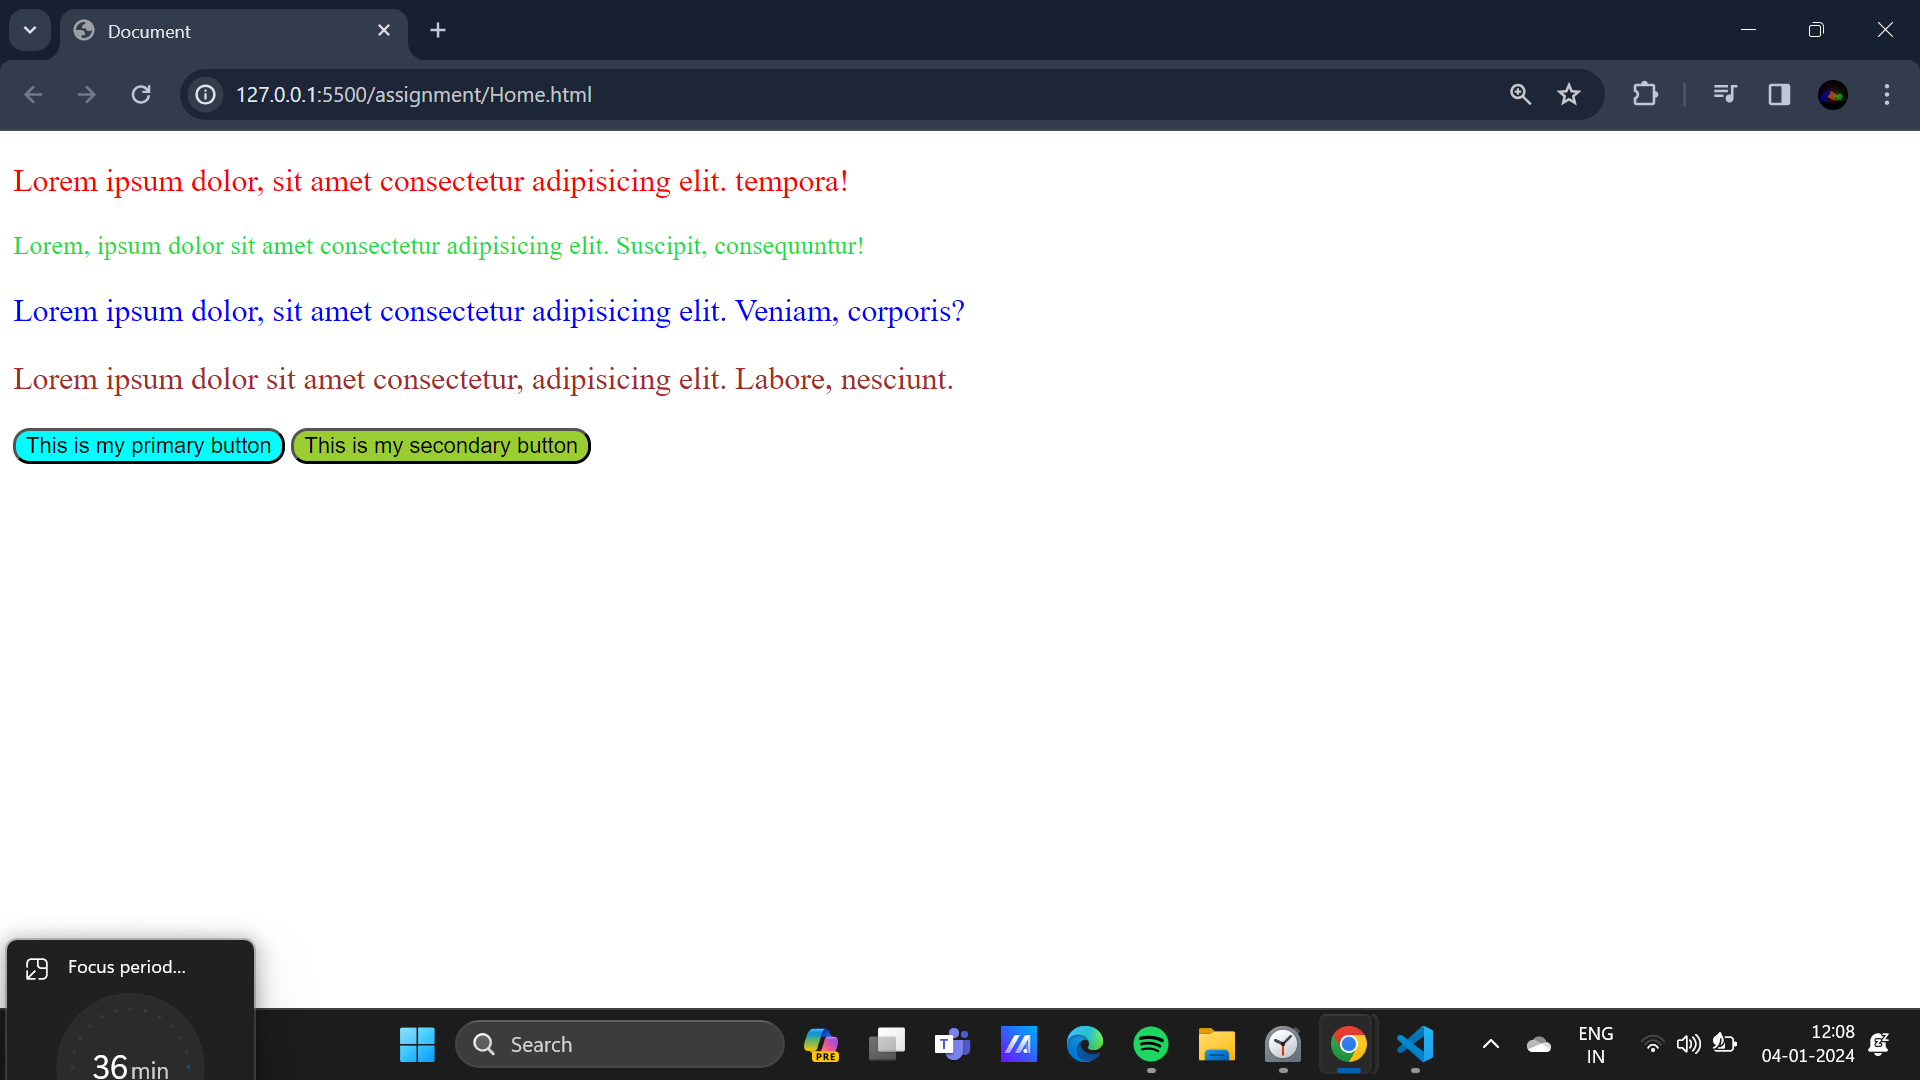 Document
127.0.0.1:5500/assignment/Home.html
Lorem ipsum dolor, sit amet consectetur adipisicing elit. tempora!
Lorem, ipsum dolor sit amet consectetur adipisicing elit. Suscipit, consequuntur!
Lorem ipsum dolor, sit amet consectetur adipisicing elit. Veniam, corporis?
Lorem ipsum dolor sit amet consectetur, adipisicing elit. Labore, nesciunt.
This is my primary button This is my secondary button
Focus period...
36 min
Search
PRE
T
ENG
IN
12:08
04-01-2024